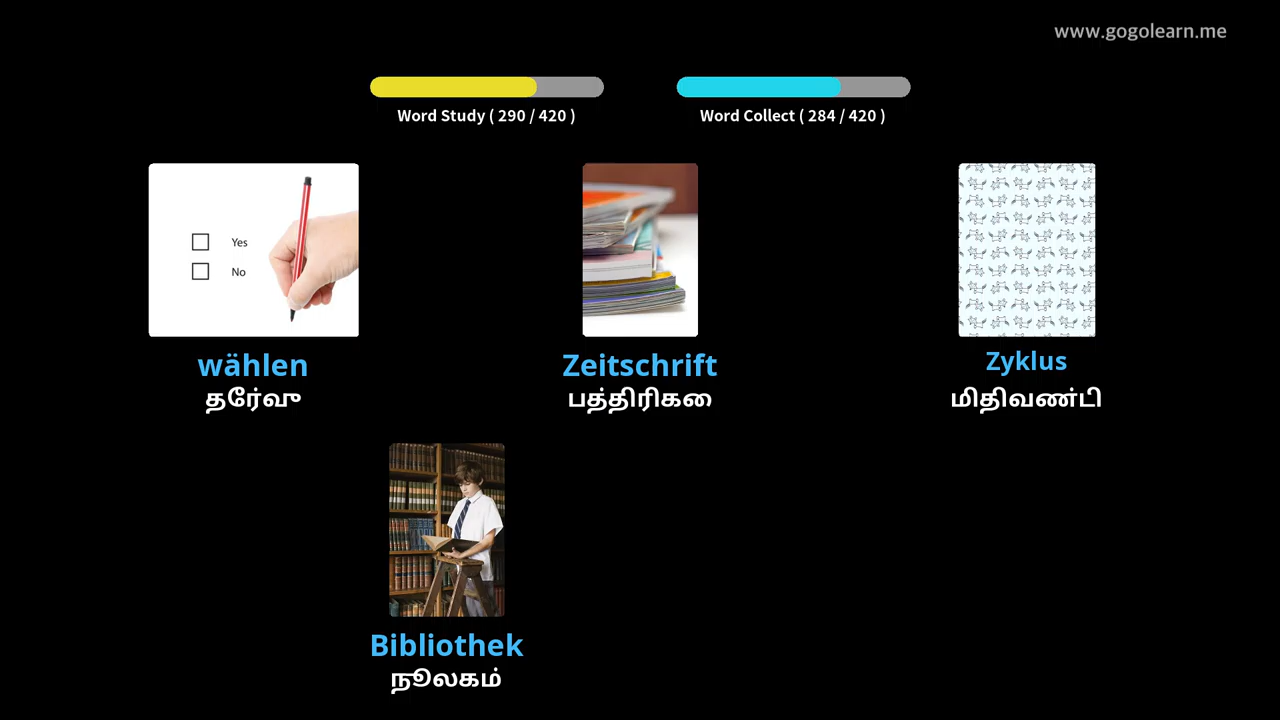 www.gogolearn.me
Word Study ( 290 / 420 )
Word Collect ( 284 / 420 )
Yes
No
wählen
Zeitschrift
Zyklus
தேர்வு
பத்திரிகை
மிதிவண்டி
Bibliothek
நூலகம்